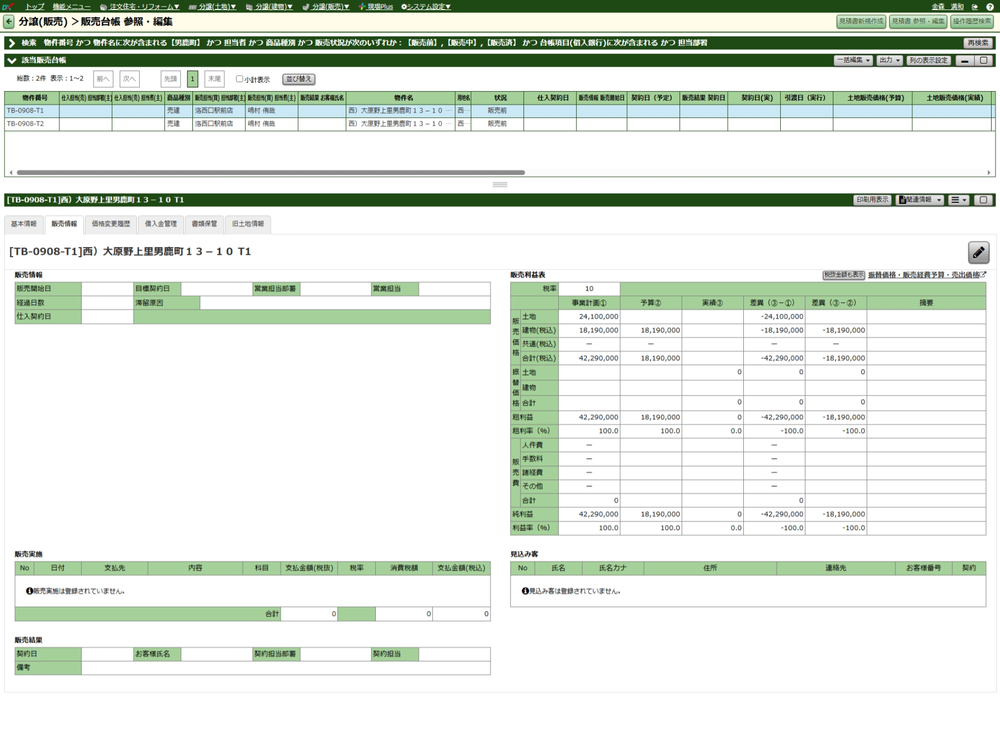 DX トップ 機能メニュー 注文住宅・リフォーム▼ 分譲(土地)▼ 分譲(建物)▼ 分譲(販売)▼ 現場Plus システム設定▼ 金森 満和
分譲(販売) ＞販売台帳 参照・編集 見積書新規作成 見積書 参照・編集 操作履歴検索
検索 物件番号 かつ 物件名に次が含まれる【男鹿町】 かつ 担当者 かつ 商品種別 かつ 販売状況が次のいずれか：【販売前】,【販売中】,【販売済】 かつ 台帳項目(借入銀行)に次が含まれる かつ 担当部署 再検索
該当販売台帳 一括編集 ▼ 出力 ▼ 列の表示設定
総数：2件 表示：1～2 前へ 次へ 先頭 1 末尾 小計表示 並び替え
物件番号 仕入担当(売) 担当部署(主) 仕入担当(売) 担当者(主) 商品種別 販売担当(買) 担当部署(主) 販売担当(買) 担当者(主) 販売結果 お客様氏名 物件名 用地名 状況 仕入契約日 販売情報 販売開始日 契約日（予定） 販売結果 契約日 契約日(実) 引渡日（実行） 土地販売価格(予算) 土地販売価格(実績)
TB-0908-T1 売建 洛西口駅前店 嶋村 侑哉 西）大原野上里男鹿町１３－１０ … 西… 販売前
TB-0908-T2 売建 洛西口駅前店 嶋村 侑哉 西）大原野上里男鹿町１３－１０ … 西… 販売前
[TB-0908-T1]西）大原野上里男鹿町１３－１０ T1 印刷用表示 関連情報 ▼
基本情報 販売情報 価格変更履歴 借入金管理 書類保管 旧土地情報
[TB-0908-T1]西）大原野上里男鹿町１３－１０ T1
販売情報
販売開始日 目標契約日 営業担当部署 営業担当
経過日数 滞留原因
仕入契約日
販売利益表 税抜金額も表示 振替価格・販売経費予算・売出価格
税率 10
事業計画① 予算② 実績③ 差異（③－①） 差異（③－②） 摘要
販売価格
土地 24,100,000 -24,100,000
建物(税込) 18,190,000 18,190,000 -18,190,000 -18,190,000
共通(税込) － － － －
合計(税込) 42,290,000 18,190,000 -42,290,000 -18,190,000
振替価格
土地 0 0 0
建物
合計 0 0 0
粗利益 42,290,000 18,190,000 0 -42,290,000 -18,190,000
粗利率（%） 100.0 100.0 0.0 -100.0 -100.0
販売費
人件費 － －
手数料 － －
諸経費 － －
その他 － －
合計 0 0
純利益 42,290,000 18,190,000 0 -42,290,000 -18,190,000
利益率（%） 100.0 100.0 0.0 -100.0 -100.0
販売実施
No 日付 支払先 内容 科目 支払金額(税抜) 税率 消費税額 支払金額(税込)
販売実施は登録されていません。
合計 0 0 0
見込み客
No 氏名 氏名カナ 住所 連絡先 お客様番号 契約
見込み客は登録されていません。
販売結果
契約日 お客様氏名 契約担当部署 契約担当
備考